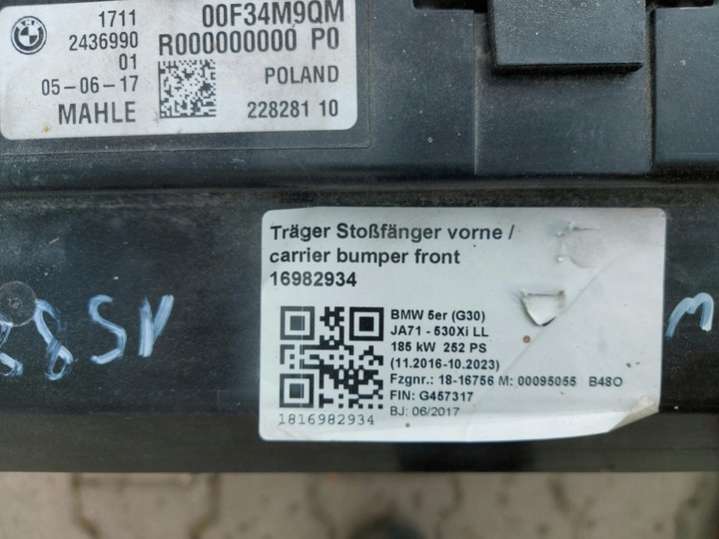 BMW
1711
2436990
01
05-06-17
MAHLE
00F34M9QM
R000000000 P0
POLAND
228281 10
Träger Stoßfänger vorne /
carrier bumper front
16982934
BMW 5er (G30)
JA71 - 530Xi LL
185 kW 252 PS
(11.2016-10.2023)
Fzgnr.: 18-16756 M: 00095055 B48O
FIN: G457317
BJ: 06/2017
1816982934